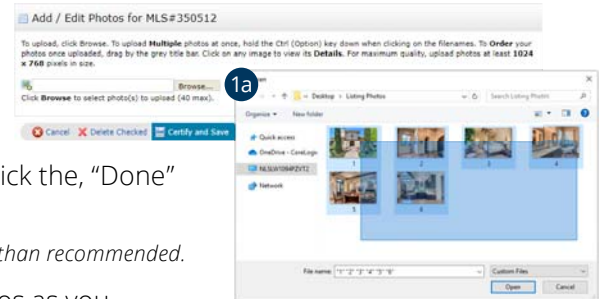 Add / Edit Photos for MLS#350512
To upload, click Browse. To upload Multiple photos at once, hold the Ctrl (Option) key down when clicking on the filenames. To Order your
photos once uploaded, drag by the grey title bar. Click on any image to view its Details. For maximum quality, upload photos at least 1024
x 768 pixels in size.
Browse...
Click Browse to select photo(s) to upload (40 max).
Cancel Delete Checked Certify and Save
1a
Open
Desktop › Listing Photos
Search Listing Photos
Organize New folder
Quick access
OneDrive - CoreLogic
Network
1 2 3 4
5 6
File name: "1" "2" "3" "4" "5" "6"
Custom Files
Open Cancel
ick the, "Done"
than recommended.
os as you